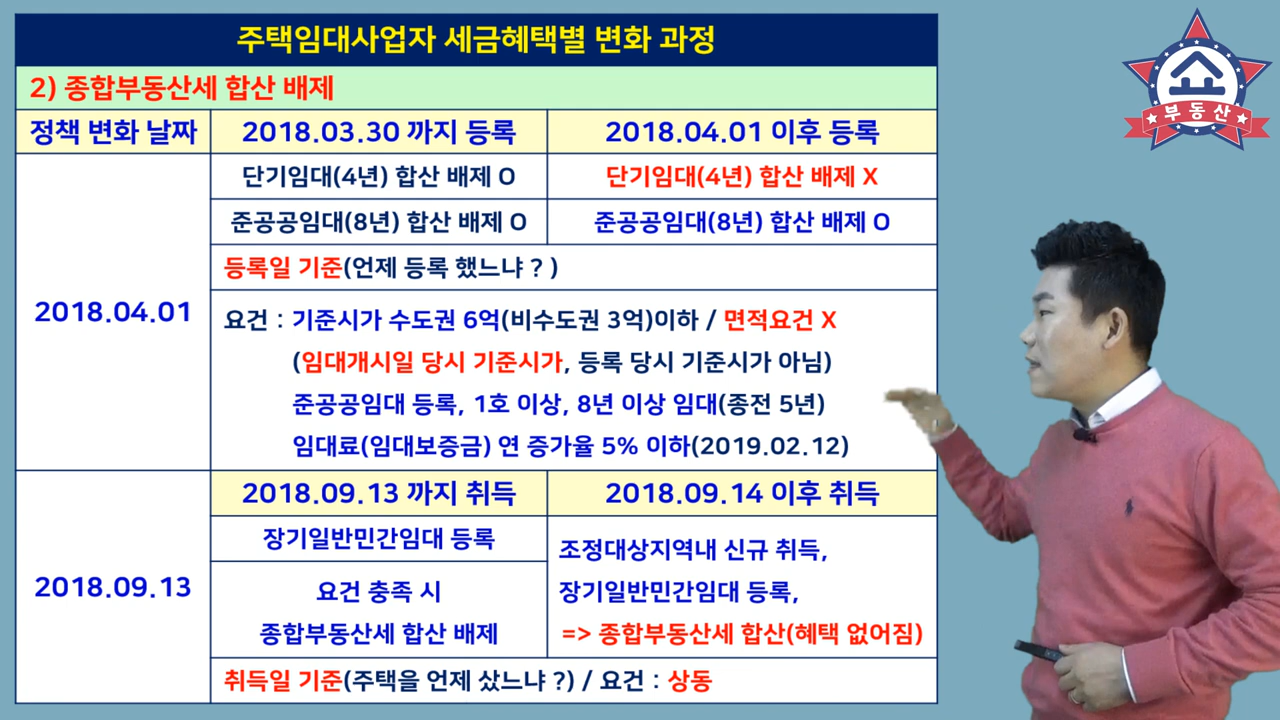 주택임대사업자 세금혜택별 변화 과정
2) 종합부동산세 합산 배제
정책 변화 날짜
2018.03.30 까지 등록
2018.04.01 이후 등록
2018.04.01
단기임대(4년) 합산 배제 O
단기임대(4년) 합산 배제 X
준공공임대(8년) 합산 배제 O
준공공임대(8년) 합산 배제 O
등록일 기준(언제 등록 했느냐 ? )
요건 : 기준시가 수도권 6억(비수도권 3억)이하 / 면적요건 X
(임대개시일 당시 기준시가, 등록 당시 기준시가 아님)
준공공임대 등록, 1호 이상, 8년 이상 임대(종전 5년)
임대료(임대보증금) 연 증가율 5% 이하(2019.02.12)
2018.09.13
2018.09.13 까지 취득
2018.09.14 이후 취득
장기일반민간임대 등록
요건 충족 시
종합부동산세 합산 배제
조정대상지역내 신규 취득,
장기일반민간임대 등록,
=> 종합부동산세 합산(혜택 없어짐)
취득일 기준(주택을 언제 샀느냐 ?) / 요건 : 상동
쇼
부동산